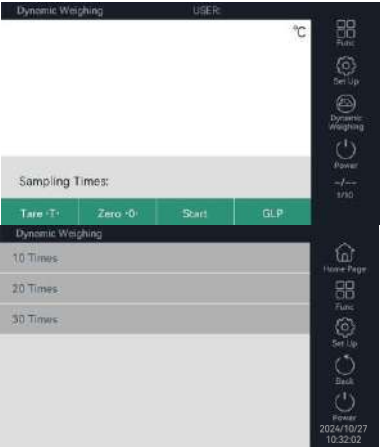 Dynamic Weighing USER:
°C
Func
Set Up
Dynamic
Weighing
Power
-/--
1/10
Sampling Times:
Tare -T- Zero -0- Start GLP
Dynamic Weighing
10 Times
20 Times
30 Times
Home Page
Func
Set Up
Back
Power
2024/10/27
10:32:02